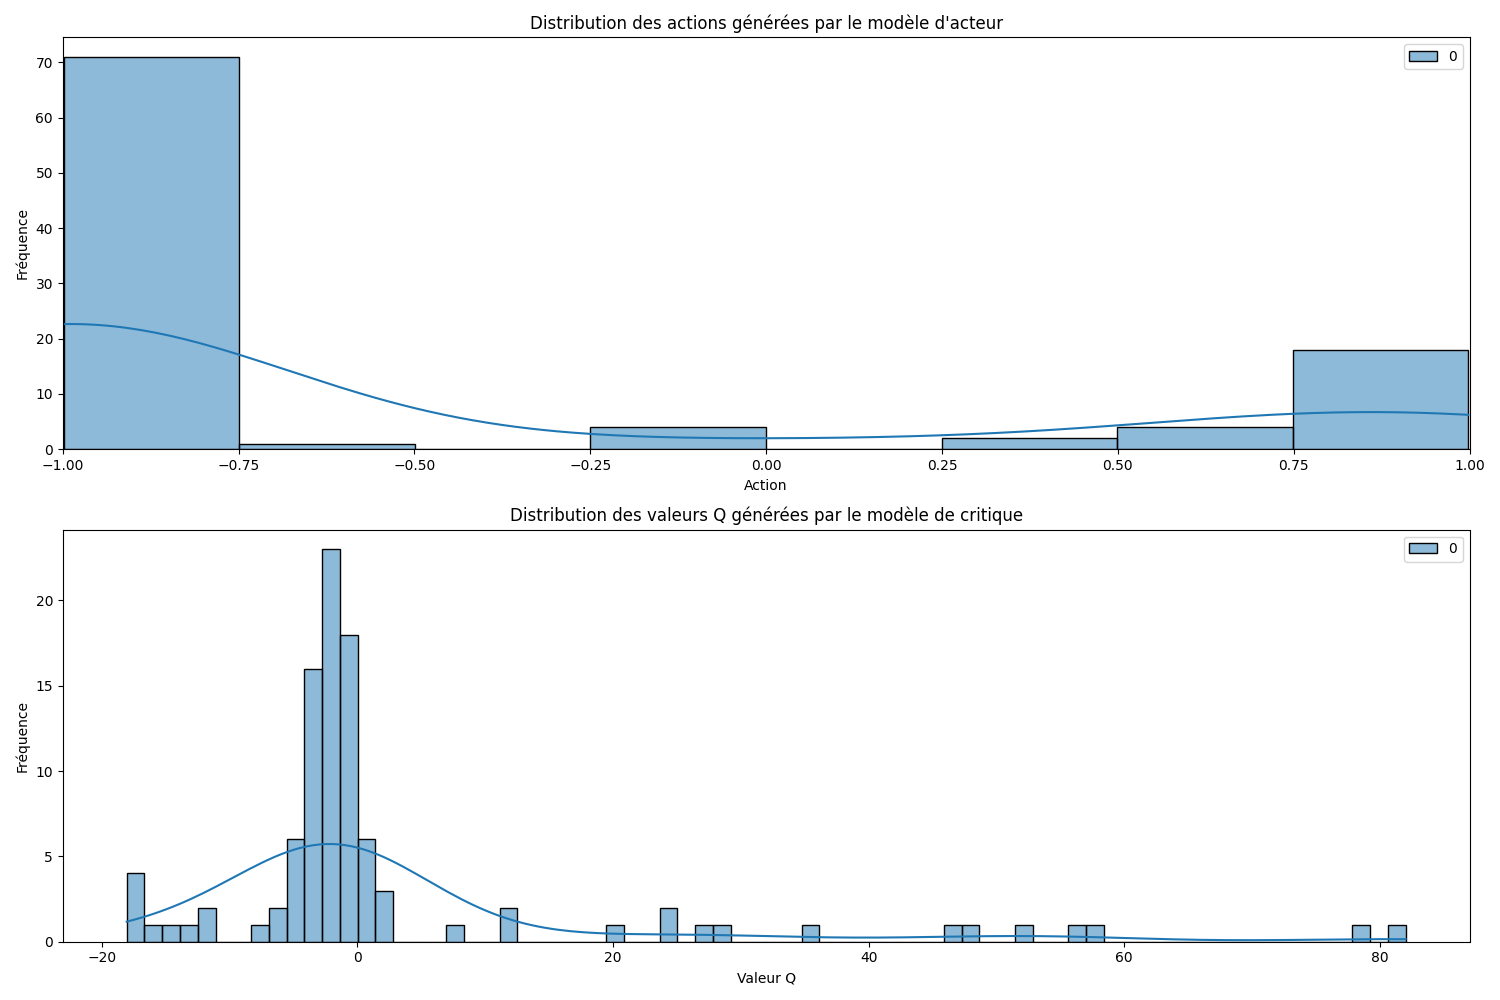 Distribution des actions générées par le modèle d'acteur
0
70
60
50
40
30
20
10
0
Fréquence
−1.00 −0.75 −0.50 −0.25 0.00 0.25 0.50 0.75 1.00
Action
Distribution des valeurs Q générées par le modèle de critique
0
20
15
10
5
0
Fréquence
−20 0 20 40 60 80
Valeur Q